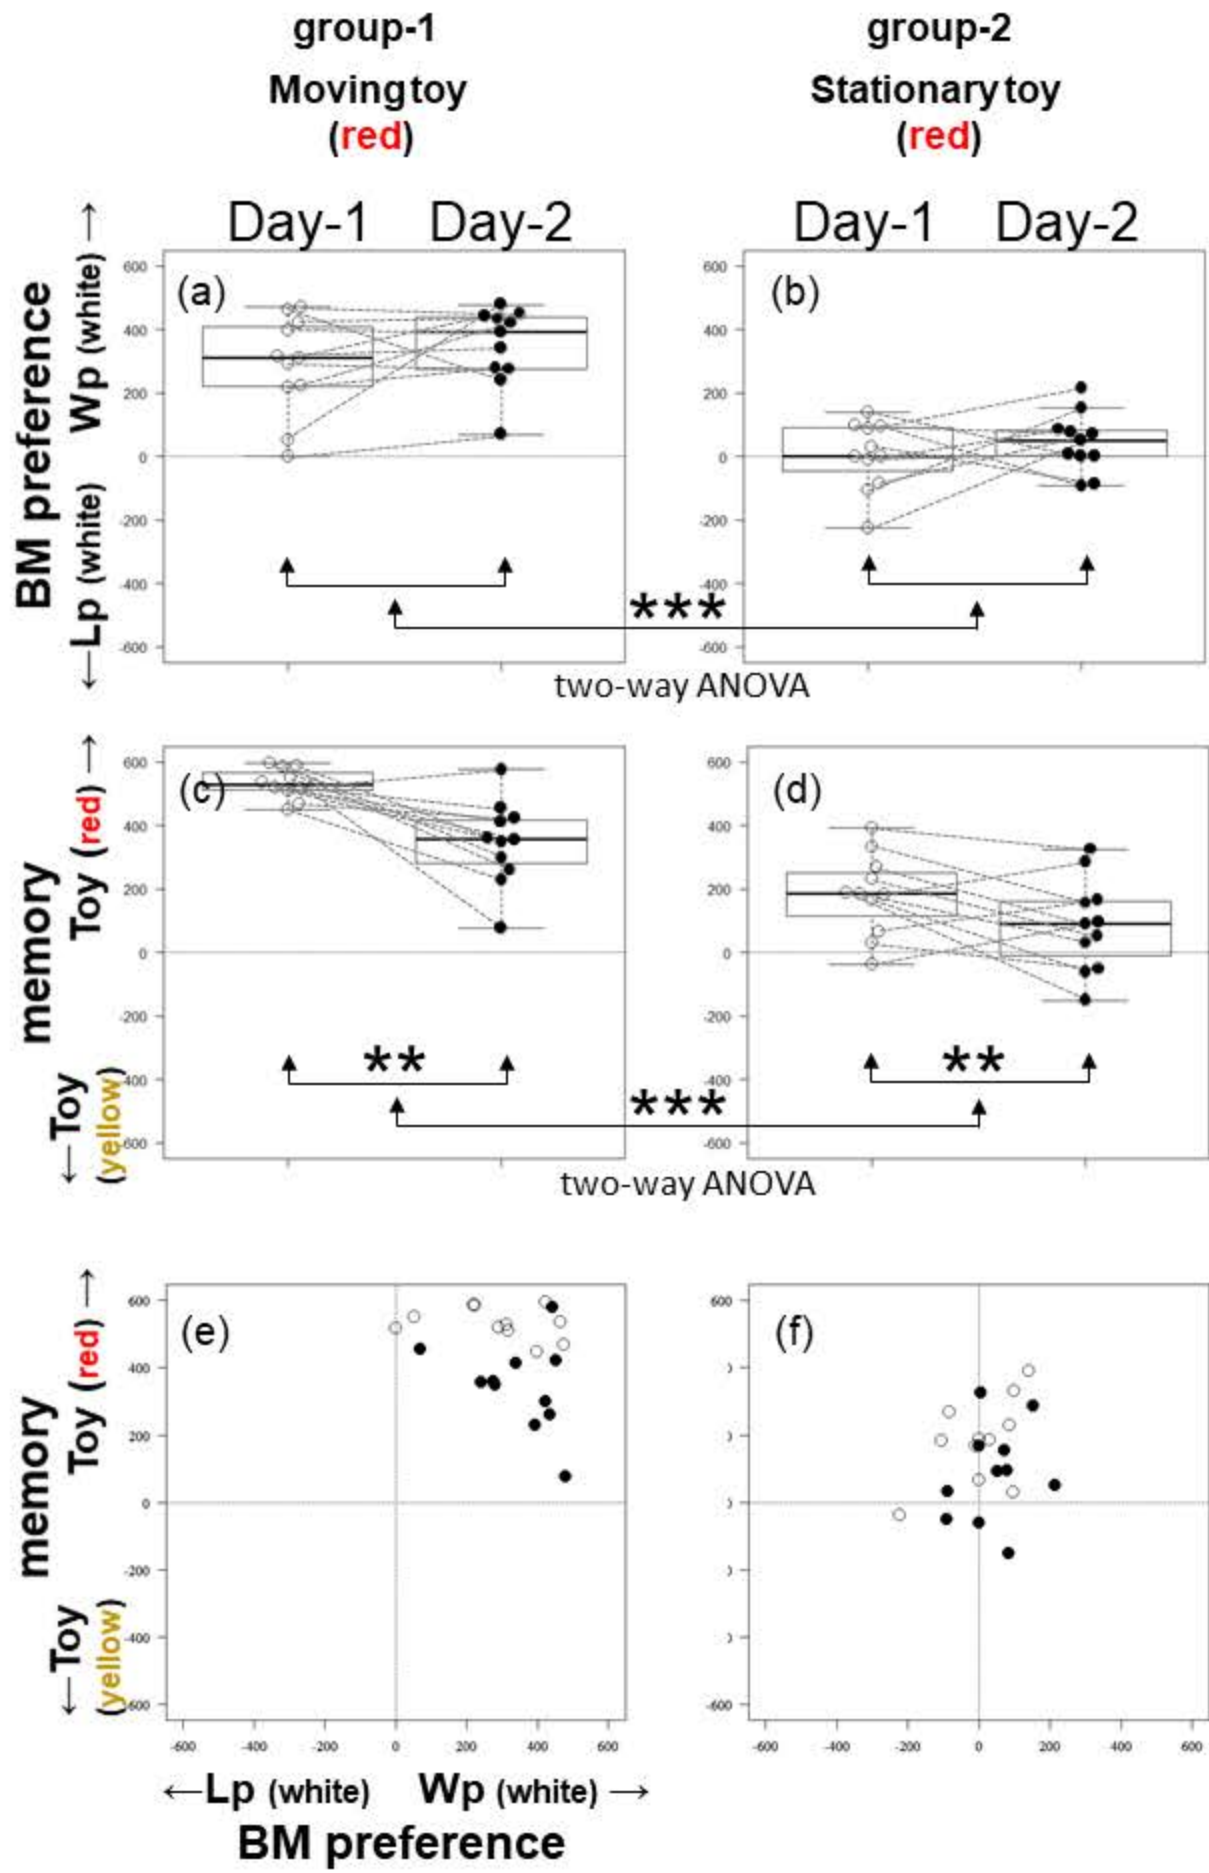 group-1
group-2
Moving toy
(red)
Stationary toy
(red)
Day-1 Day-2
Day-1 Day-2
BM preference
←Lp (white) Wp (white) →
(a)
600
400
200
0
-200
-400
-600
(b)
600
400
200
0
-200
-400
-600
***
two-way ANOVA
memory
←Toy (yellow) Toy (red) →
(c)
600
400
200
0
-200
-400
-600
**
(d)
600
400
200
0
-200
-400
-600
**
***
two-way ANOVA
memory
←Toy (yellow) Toy (red) →
(e)
600
400
200
0
-200
-400
-600
-600 -400 -200 0 200 400 600
(f)
600
-600
-600 -400 -200 0 200 400 600
←Lp (white) Wp (white) →
BM preference